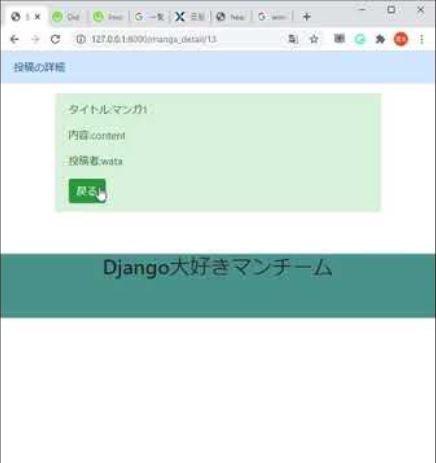 127.0.0.1:8000/manga_detail/13
投稿の詳細
タイトル:マンガ1
内容:content
投稿者:wata
戻る
Django大好きマンチーム